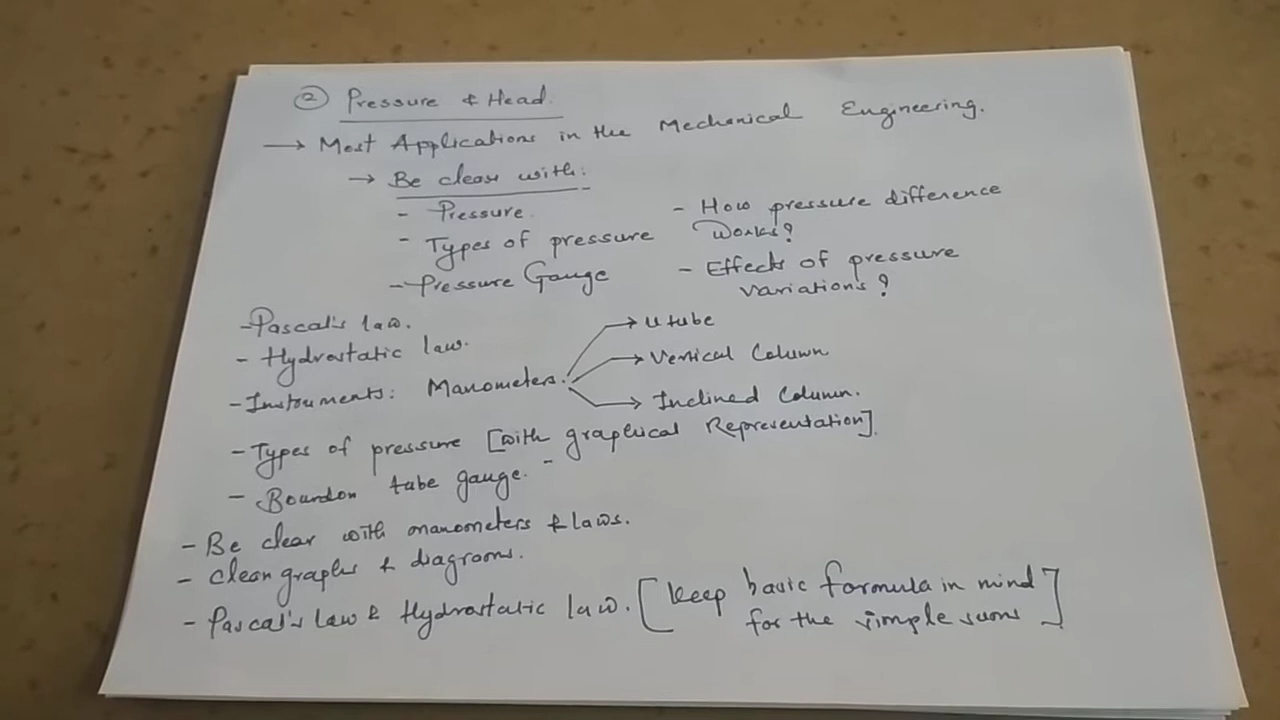 ② Pressure & Head.
→ Most Applications in the Mechanical Engineering.
→ Be clear with:
- Pressure.
- Types of pressure
- Pressure Gauge
- How pressure difference
works?
- Effects of pressure
variations?
- Pascal's law.
- Hydrostatic law.
- Instruments: Manometers.
→ U tube
→ Vertical Column
→ Inclined Column.
- Types of pressure [with graphical Representation].
- Bourdon tube gauge.
- Be clear with manometers & laws.
- Clean graphs & diagrams.
- Pascal's Law & Hydrostatic law. [Keep basic formula in mind
for the simple sums]